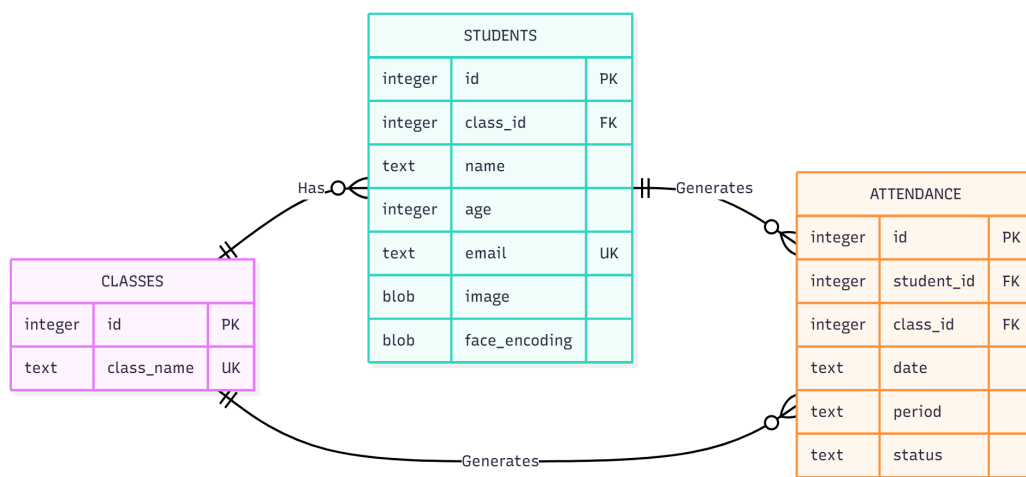 STUDENTS
integer id PK
integer class_id FK
text name
integer age
text email UK
blob image
blob face_encoding
Has
Generates
CLASSES
integer id PK
text class_name UK
ATTENDANCE
integer id PK
integer student_id FK
integer class_id FK
text date
text period
text status
Generates